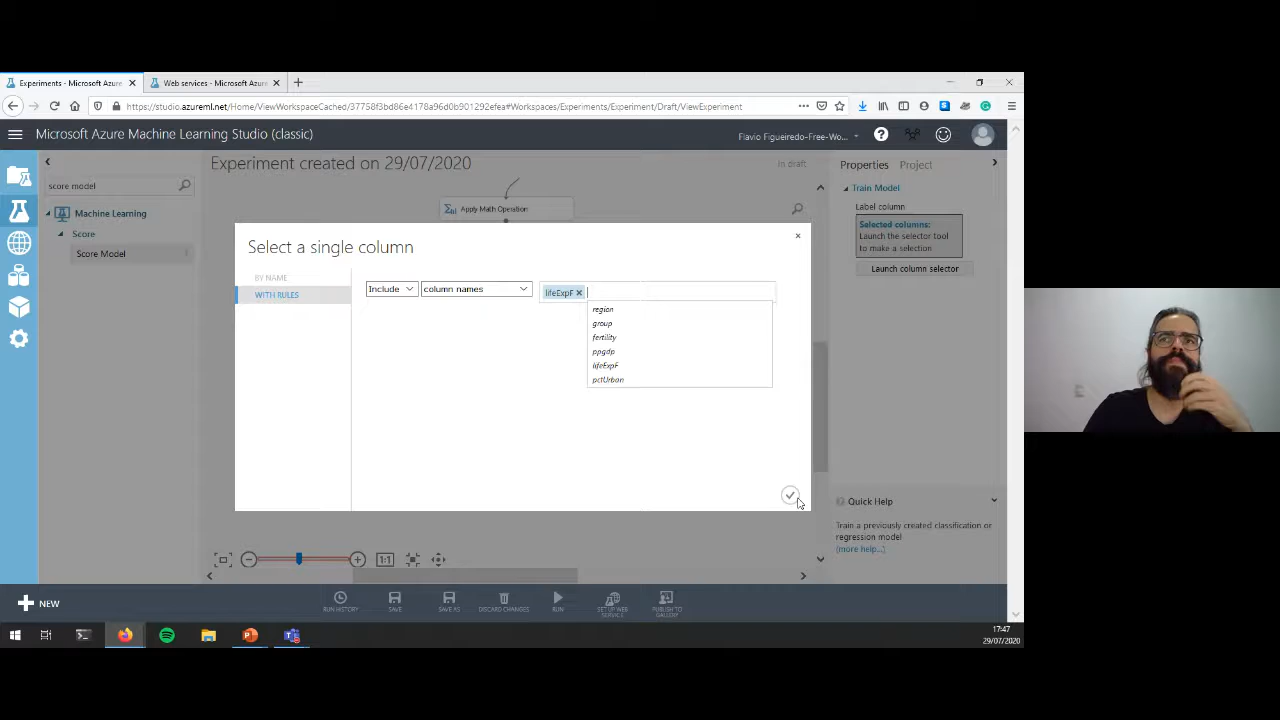 Experiments - Microsoft Azure
Web services - Microsoft Azure
https://studio.azureml.net/Home/ViewWorkspaceCached/37758f3bd86e4178a96d0b901292efea#Workspaces/Experiments/Experiment/Draft/ViewExperiment
Microsoft Azure Machine Learning Studio (classic)
Flavio Figueiredo-Free-Wo...
Experiment created on 29/07/2020
In draft
Properties
Project
score model
Train Model
Label column
Machine Learning
Apply Math Operation
Selected columns:
Launch the selector tool
to make a selection
Score
Score Model
Launch column selector
Select a single column
BY NAME
WITH RULES
Include
column names
lifeExpF
region
group
fertility
ppgdp
lifeExpF
pctUrban
Quick Help
Train a previously created classification or
regression model
(more help...)
1:1
NEW
RUN HISTORY
SAVE
SAVE AS
DISCARD CHANGES
RUN
SET UP WEB
SERVICE
PUBLISH TO
GALLERY
17:47
29/07/2020